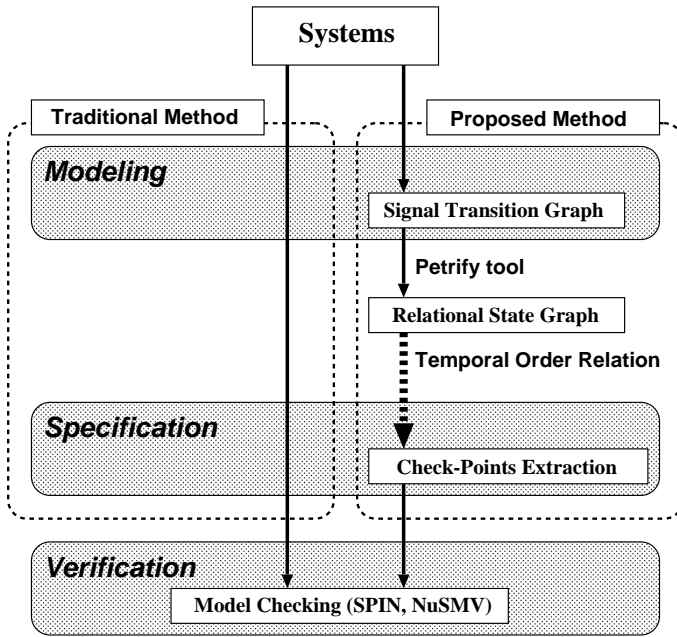 Systems
Traditional Method
Proposed Method
Modeling
Signal Transition Graph
Petrify tool
Relational State Graph
Temporal Order Relation
Specification
Check-Points Extraction
Verification
Model Checking (SPIN, NuSMV)